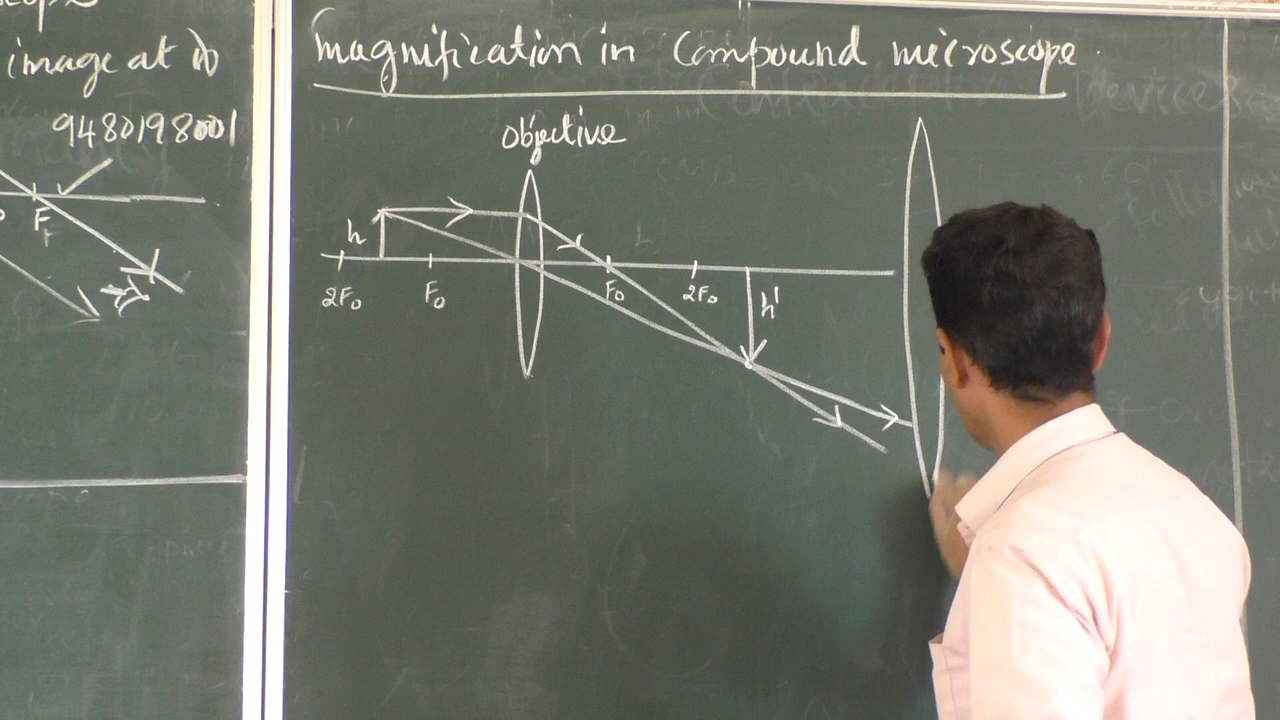 image at
9480198001
F
Magnification in Compound microscope.
Objective
h
2F₀
F₀
F₀
2F₀
h'